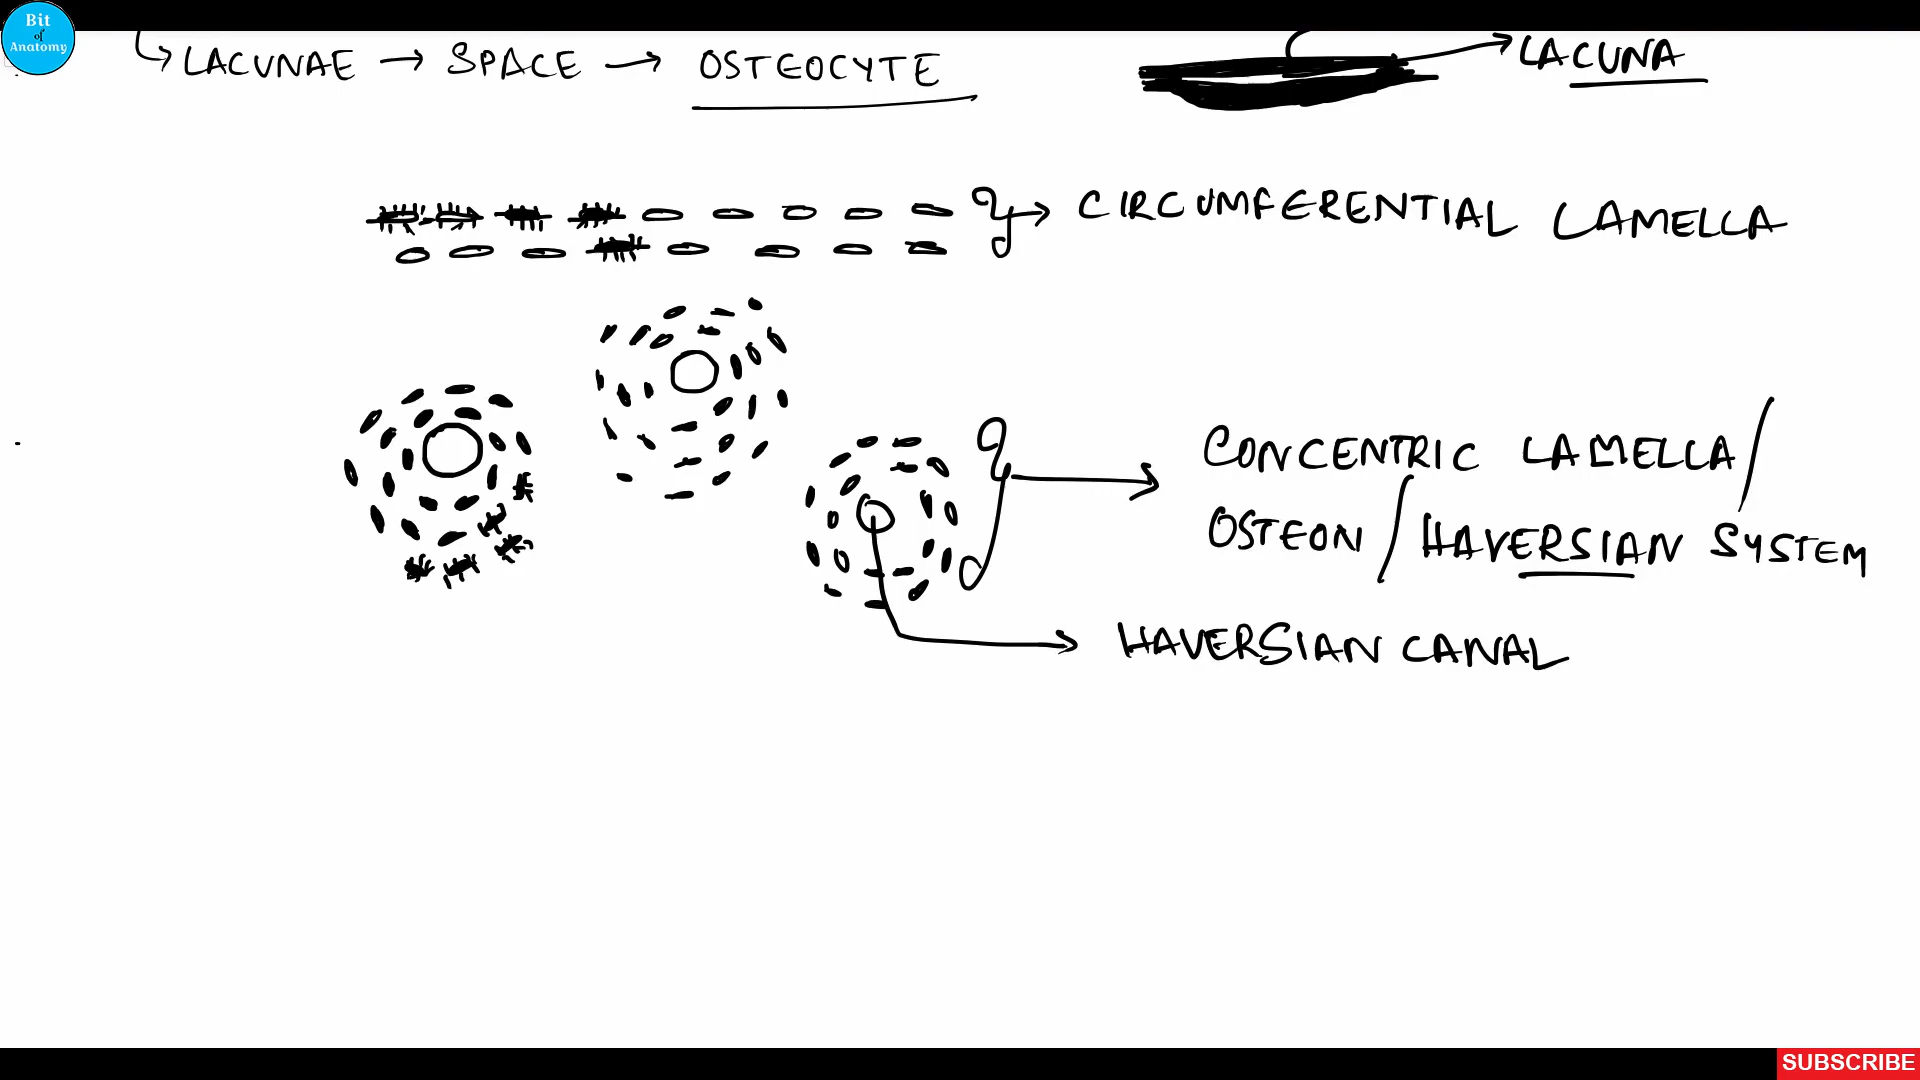 Bit
of
Anatomy
LACUNAE → SPACE → OSTEOCYTE
LACUNA
CIRCUMFERENTIAL LAMELLA
CONCENTRIC LAMELLA/
OSTEON / HAVERSIAN SYSTEM
HAVERSIAN CANAL
SUBSCRIBE